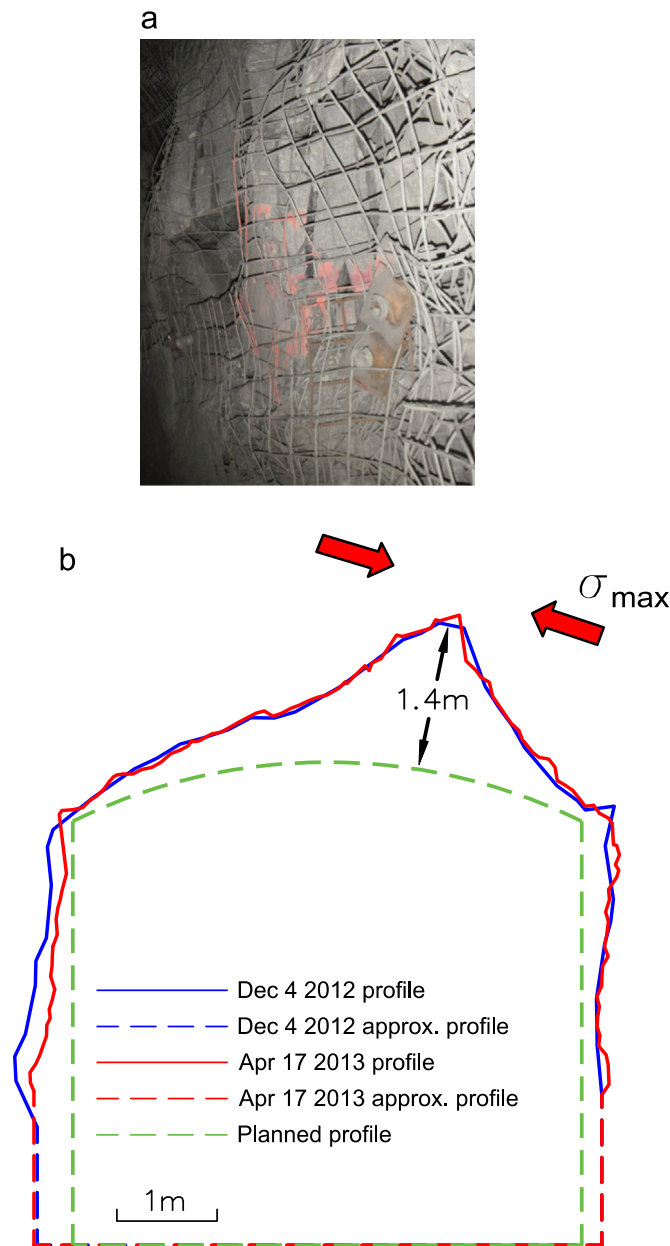 a
b
σmax
1.4m
Dec 4 2012 profile
Dec 4 2012 approx. profile
Apr 17 2013 profile
Apr 17 2013 approx. profile
Planned profile
1m